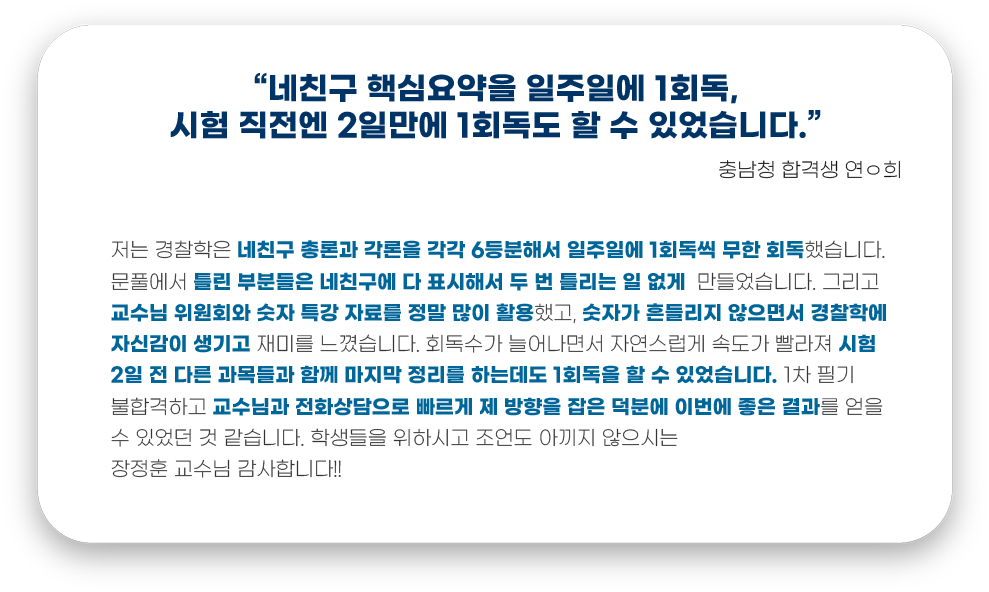 “네친구 핵심요약을 일주일에 1회독,
시험 직전엔 2일만에 1회독도 할 수 있었습니다.”
충남청 합격생 연ㅇ희
저는 경찰학은 네친구 총론과 각론을 각각 6등분해서 일주일에 1회독씩 무한 회독했습니다.
문풀에서 틀린 부분들은 네친구에 다 표시해서 두 번 틀리는 일 없게 만들었습니다. 그리고
교수님 위원회와 숫자 특강 자료를 정말 많이 활용했고, 숫자가 흔들리지 않으면서 경찰학에
자신감이 생기고 재미를 느꼈습니다. 회독수가 늘어나면서 자연스럽게 속도가 빨라져 시험
2일 전 다른 과목들과 함께 마지막 정리를 하는데도 1회독을 할 수 있었습니다. 1차 필기
불합격하고 교수님과 전화상담으로 빠르게 제 방향을 잡은 덕분에 이번에 좋은 결과를 얻을
수 있었던 것 같습니다. 학생들을 위하시고 조언도 아끼지 않으시는
장정훈 교수님 감사합니다!!